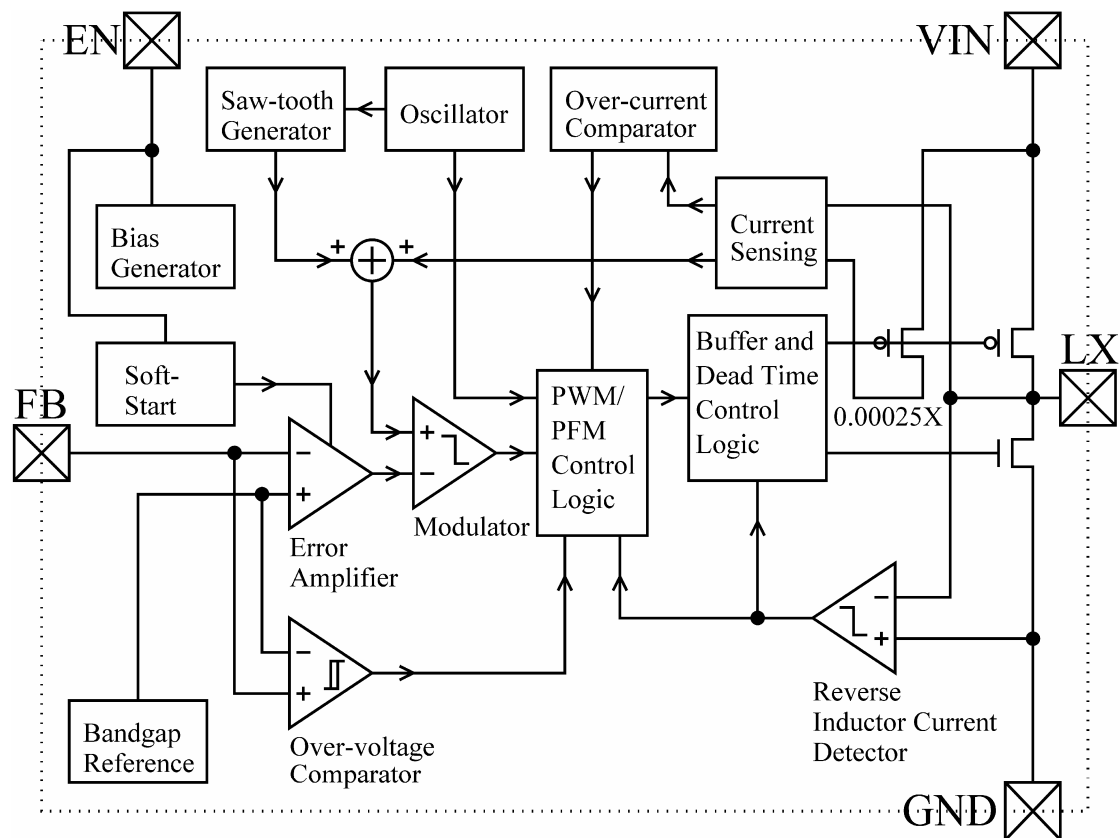 EN
VIN
Saw-tooth
Generator
Oscillator
Over-current
Comparator
Bias
Generator
+
+
Current
Sensing
Soft-
Start
Buffer and
Dead Time
Control
Logic
LX
FB
PWM/
PFM
Control
Logic
0.00025X
−
+
+
−
Modulator
Error
Amplifier
−
+
−
+
Reverse
Inductor Current
Detector
Bandgap
Reference
Over-voltage
Comparator
GND